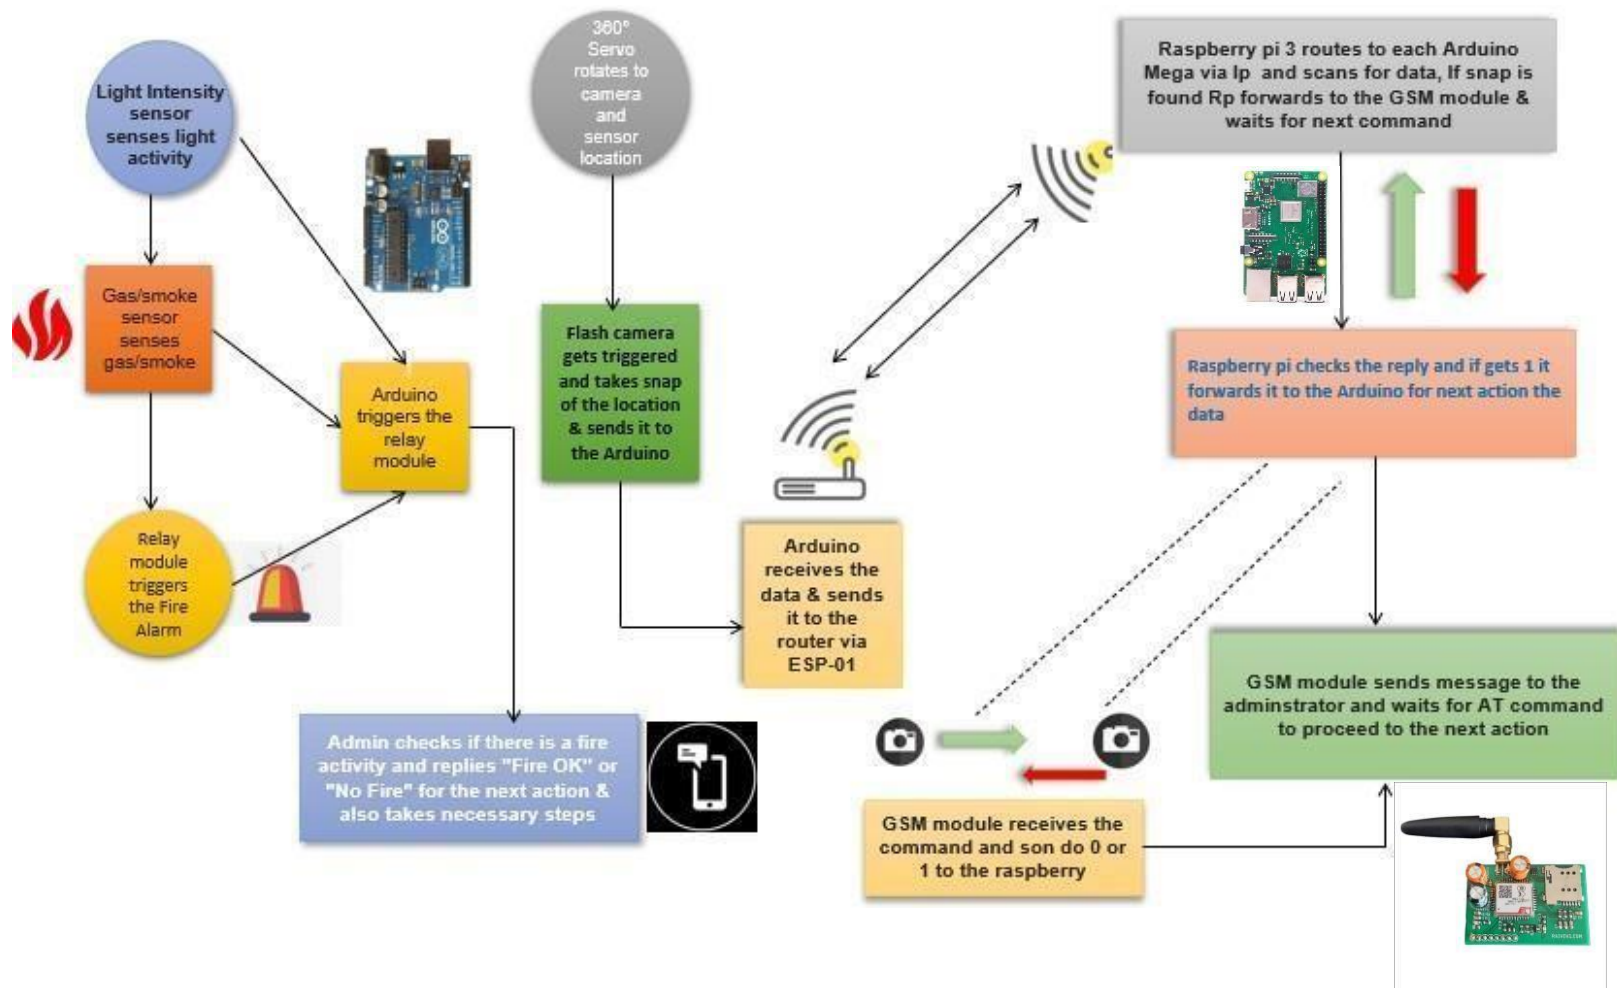 Light Intensity
sensor
senses light
activity
Gas/smoke
sensor
senses
gas/smoke
Relay
module
triggers
the Fire
Alarm
Arduino
triggers the
relay
module
Admin checks if there is a fire
activity and replies "Fire OK" or
"No Fire" for the next action &
also takes necessary steps
360°
Servo
rotates to
camera
and
sensor
location
Flash camera
gets triggered
and takes snap
of the location
& sends it to
the Arduino
Arduino
receives the
data & sends
it to the
router via
ESP-01
Raspberry pi 3 routes to each Arduino
Mega via Ip and scans for data, If snap is
found Rp forwards to the GSM module &
waits for next command
Raspberry pi checks the reply and if gets 1 it
forwards it to the Arduino for next action the
data
GSM module sends message to the
adminstrator and waits for AT command
to proceed to the next action
GSM module receives the
command and son do 0 or
1 to the raspberry